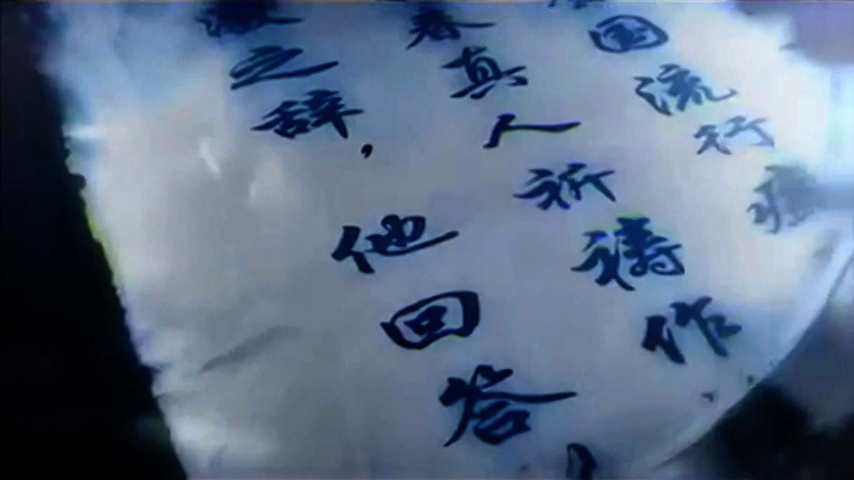 国流行
春真人祈祷作
之辞，他回答